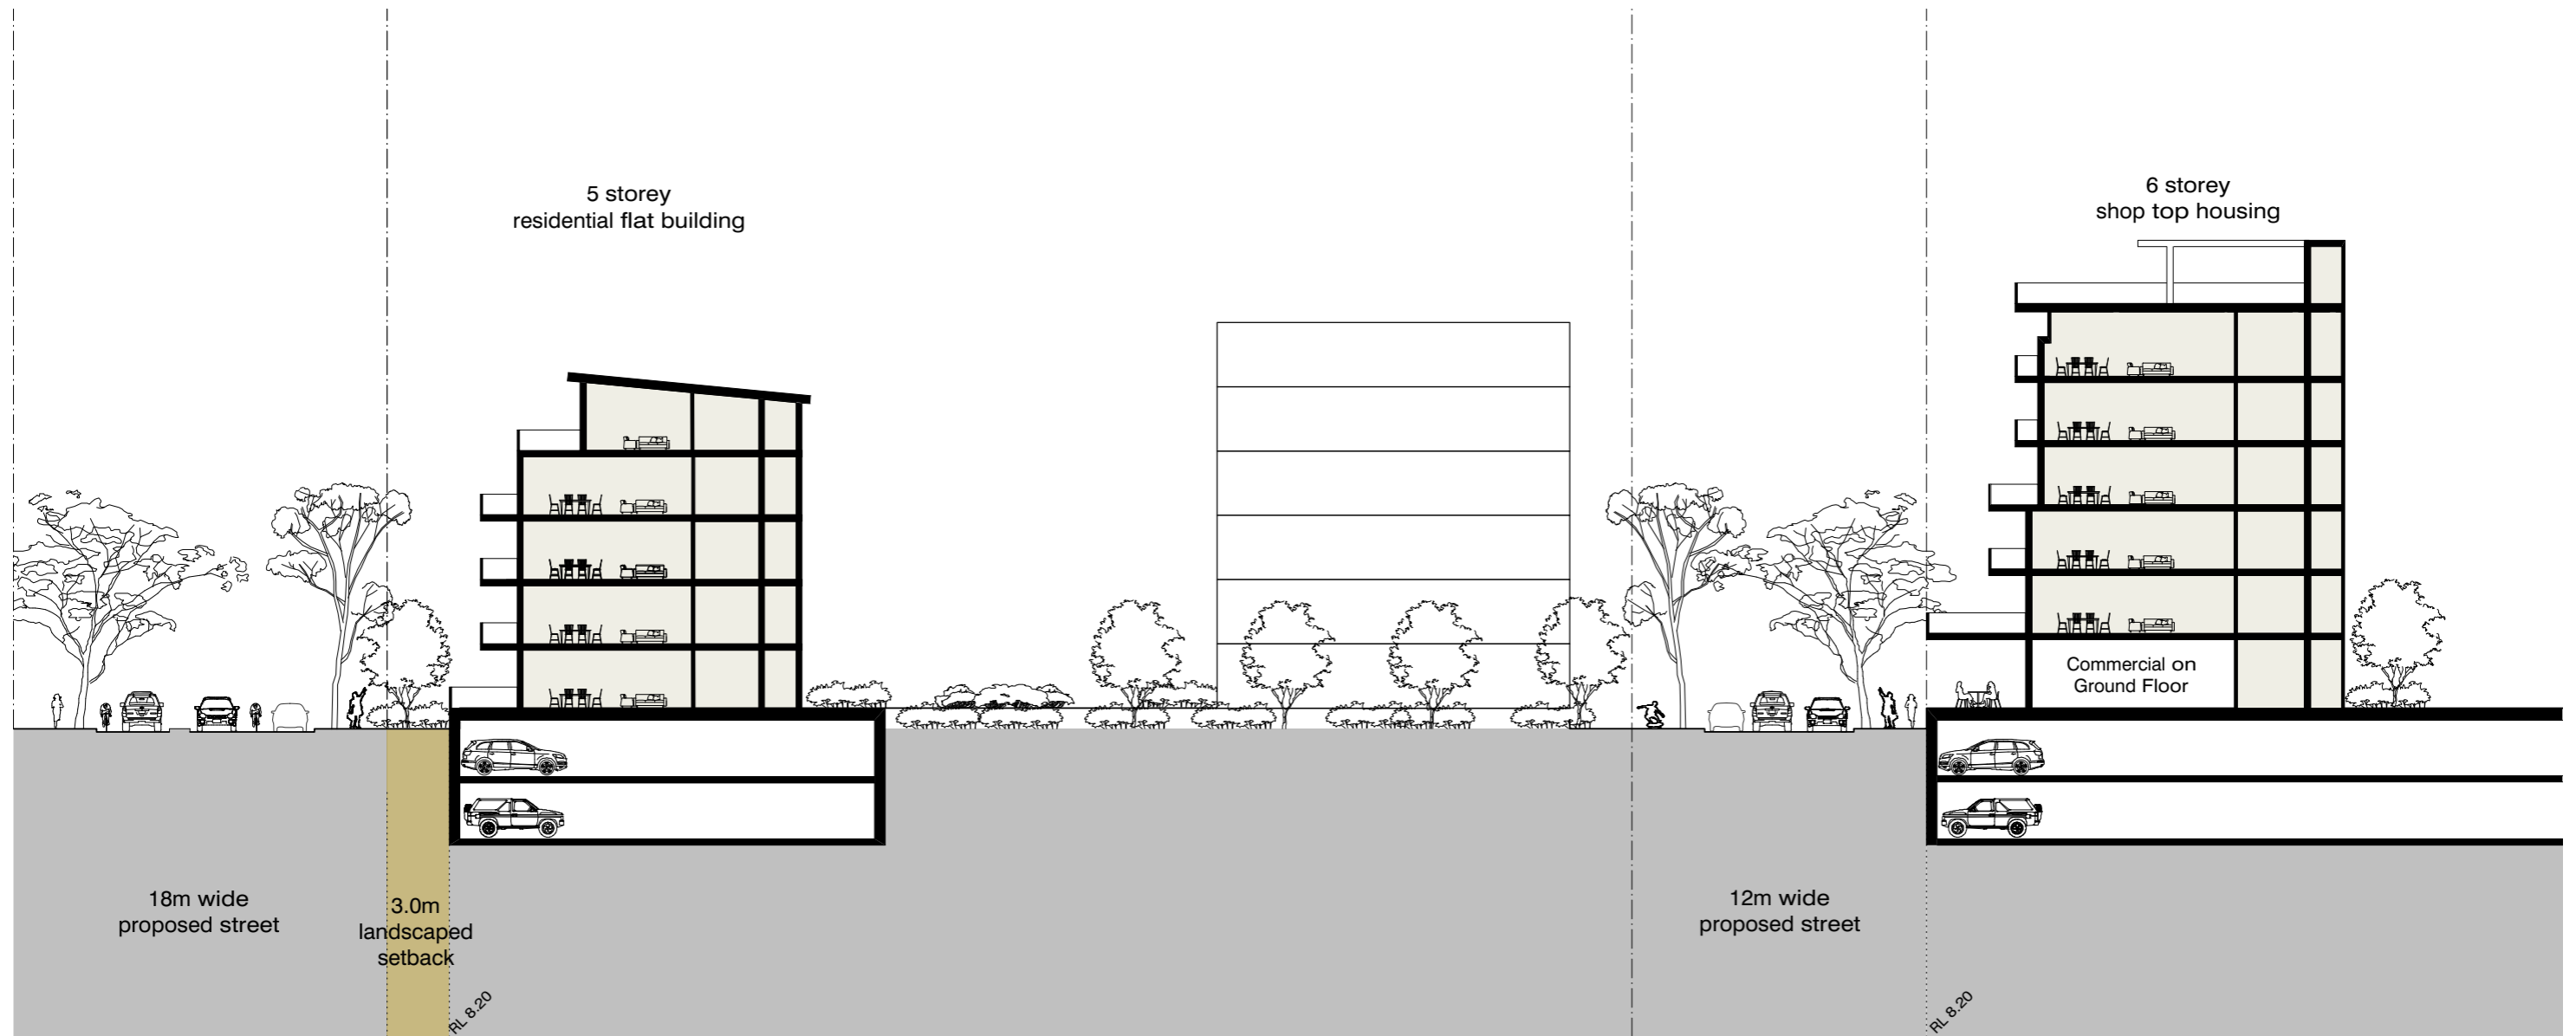 5 storey
residential flat building
6 storey
shop top housing
Commercial on
Ground Floor
18m wide
proposed street
3.0m
landscaped
setback
12m wide
proposed street
RL 8.20
RL 8.20